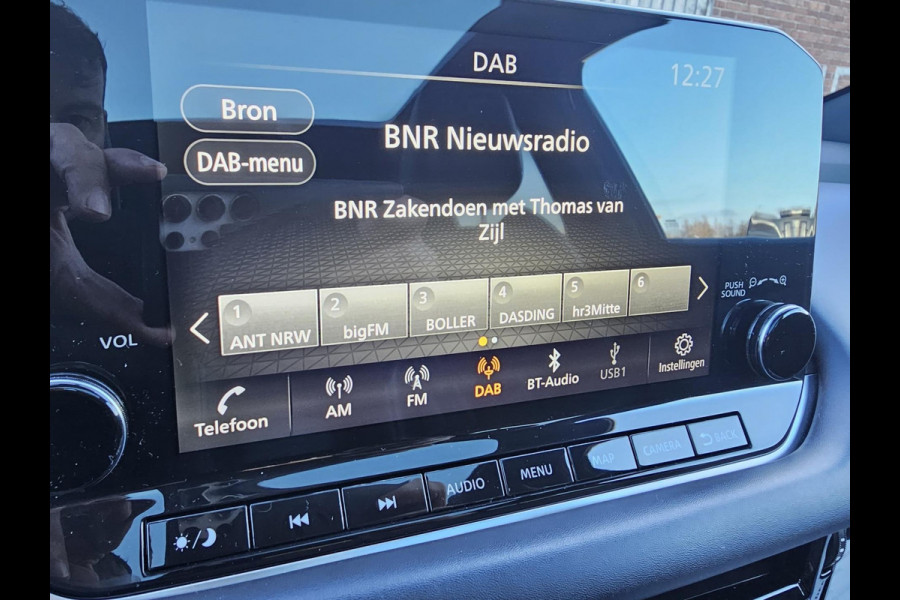 DAB
12:27
Bron
BNR Nieuwsradio
DAB-menu
BNR Zakendoen met Thomas van
Zijl
PUSH
SOUND
1
2
3
4
5
6
ANT NRW
bigFM
BOLLER
DASDING
hr3Mitte
VOL
Telefoon
AM
FM
DAB
BT-Audio
USB1
Instellingen
AUDIO
MENU
MAP
CAMERA
BACK